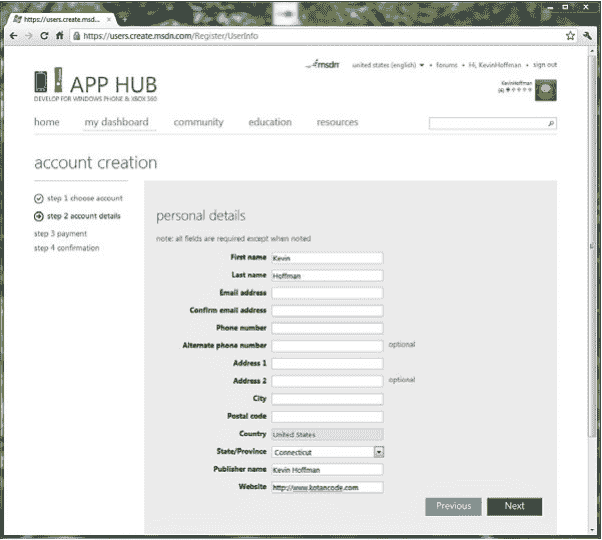 https://users.create.msd...
https://users.create.msdn.com/Register/UserInfo
msdn united states (english) forums • Hi, KevinHoffman • sign out
KevinHoffman
APP HUB
DEVELOP FOR WINDOWS PHONE & XBOX 360
home my dashboard community education resources
account creation
step 1 choose account
step 2 account details
step 3 payment
step 4 confirmation
personal details
note: all fields are required except when noted
First name Kevin
Last name Hoffman
Email address
Confirm email address
Phone number
Alternate phone number optional
Address 1
Address 2 optional
City
Postal code
Country United States
State/Province Connecticut
Publisher name Kevin Hoffman
Website http://www.kotancode.com
Previous Next